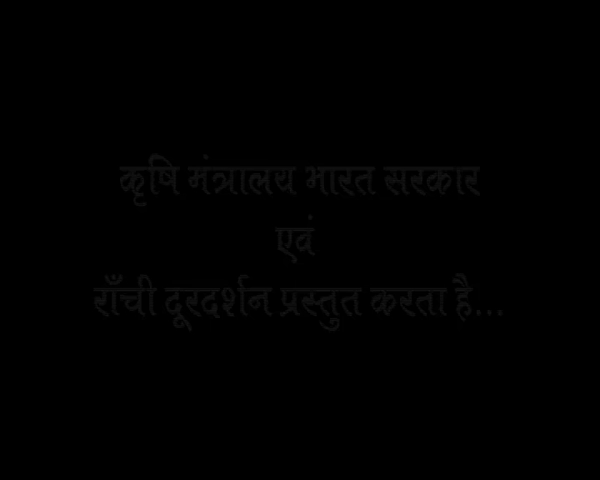 कृषि मंत्रालय भारत सरकार
एवं
राँची दूरदर्शन प्रस्तुत करता है...